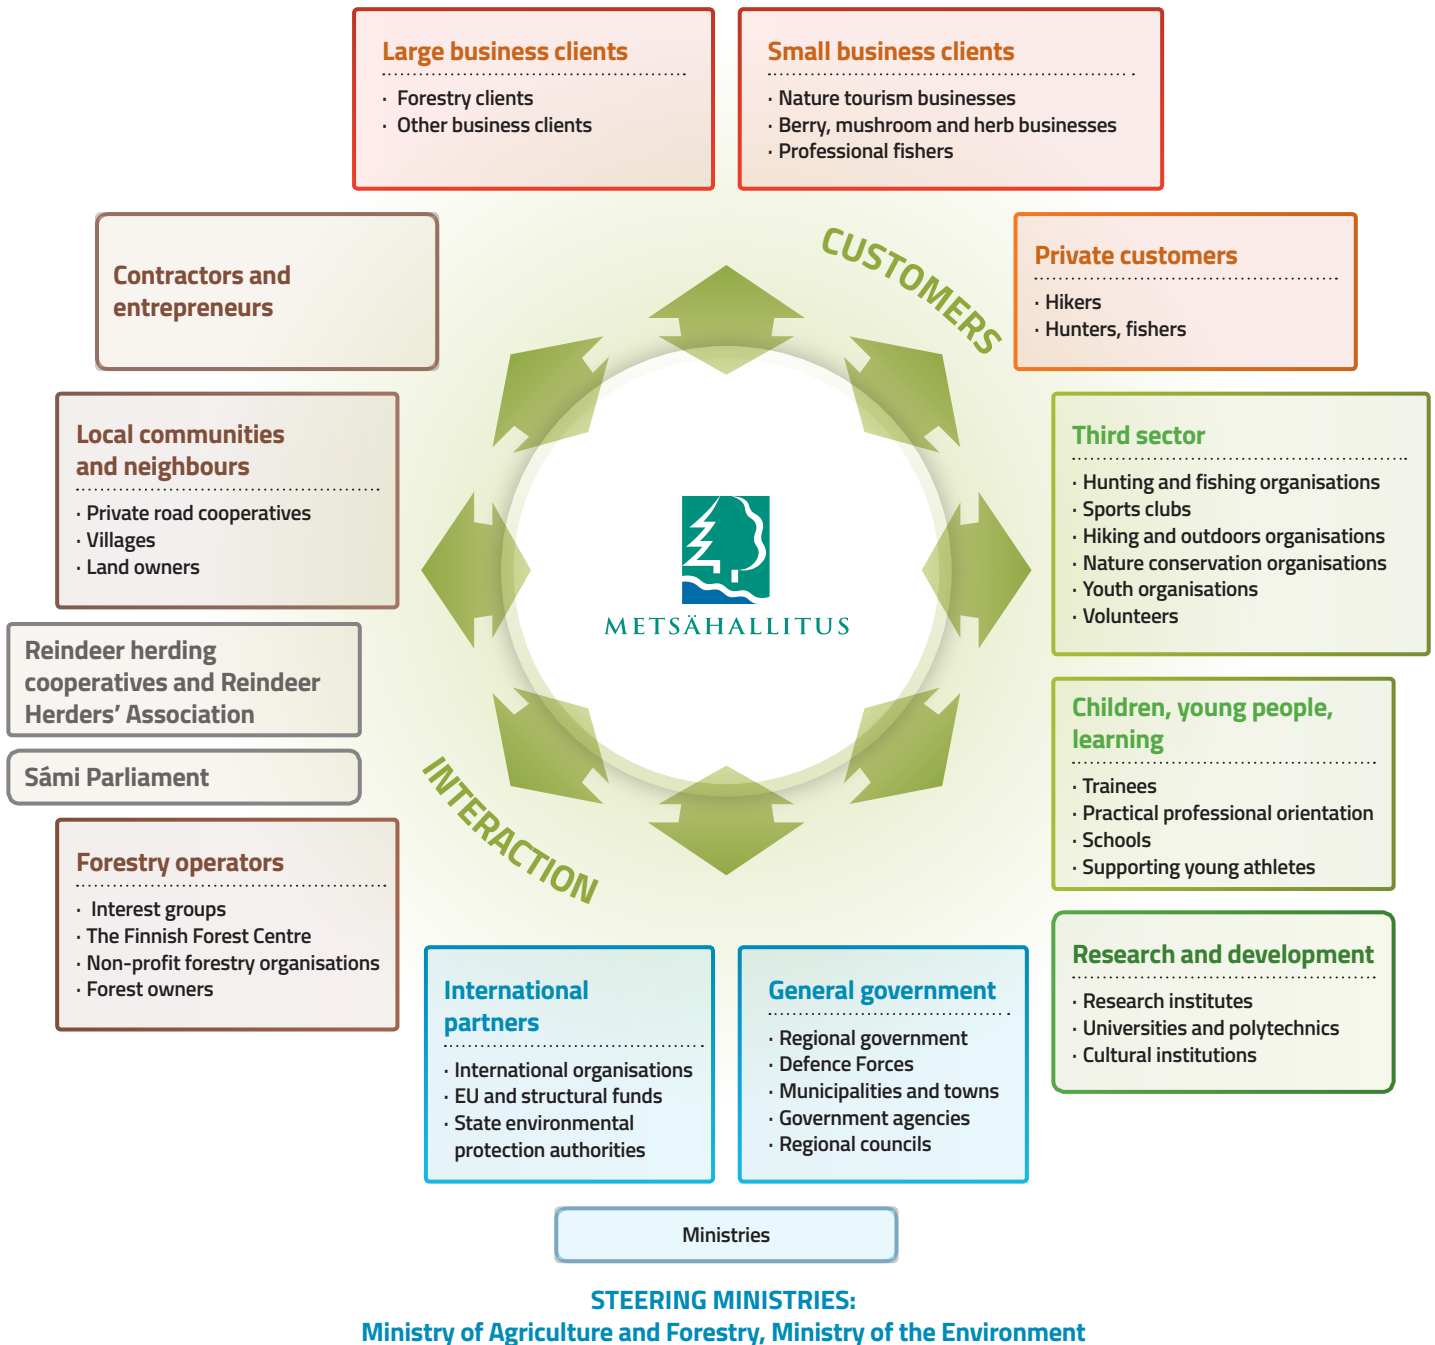 Large business clients
· Forestry clients
· Other business clients
Small business clients
· Nature tourism businesses
· Berry, mushroom and herb businesses
· Professional fishers
Contractors and
entrepreneurs
CUSTOMERS
Private customers
· Hikers
· Hunters, fishers
Local communities
and neighbours
· Private road cooperatives
· Villages
· Land owners
METSÄHALLITUS
Third sector
· Hunting and fishing organisations
· Sports clubs
· Hiking and outdoors organisations
· Nature conservation organisations
· Youth organisations
· Volunteers
Reindeer herding
cooperatives and Reindeer
Herders’ Association
Sámi Parliament
Children, young people,
learning
· Trainees
· Practical professional orientation
· Schools
· Supporting young athletes
INTERACTION
Forestry operators
· Interest groups
· The Finnish Forest Centre
· Non-profit forestry organisations
· Forest owners
International
partners
· International organisations
· EU and structural funds
· State environmental
protection authorities
General government
· Regional government
· Defence Forces
· Municipalities and towns
· Government agencies
· Regional councils
Research and development
· Research institutes
· Universities and polytechnics
· Cultural institutions
Ministries
STEERING MINISTRIES:
Ministry of Agriculture and Forestry, Ministry of the Environment